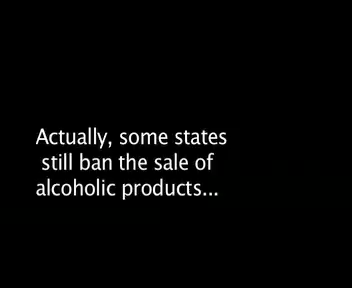 Actually, some states
still ban the sale of
alcoholic products...